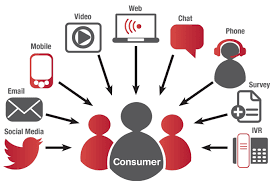 Web
Video
Chat
Phone
Mobile
Survey
Email
IVR
Social Media
Consumer